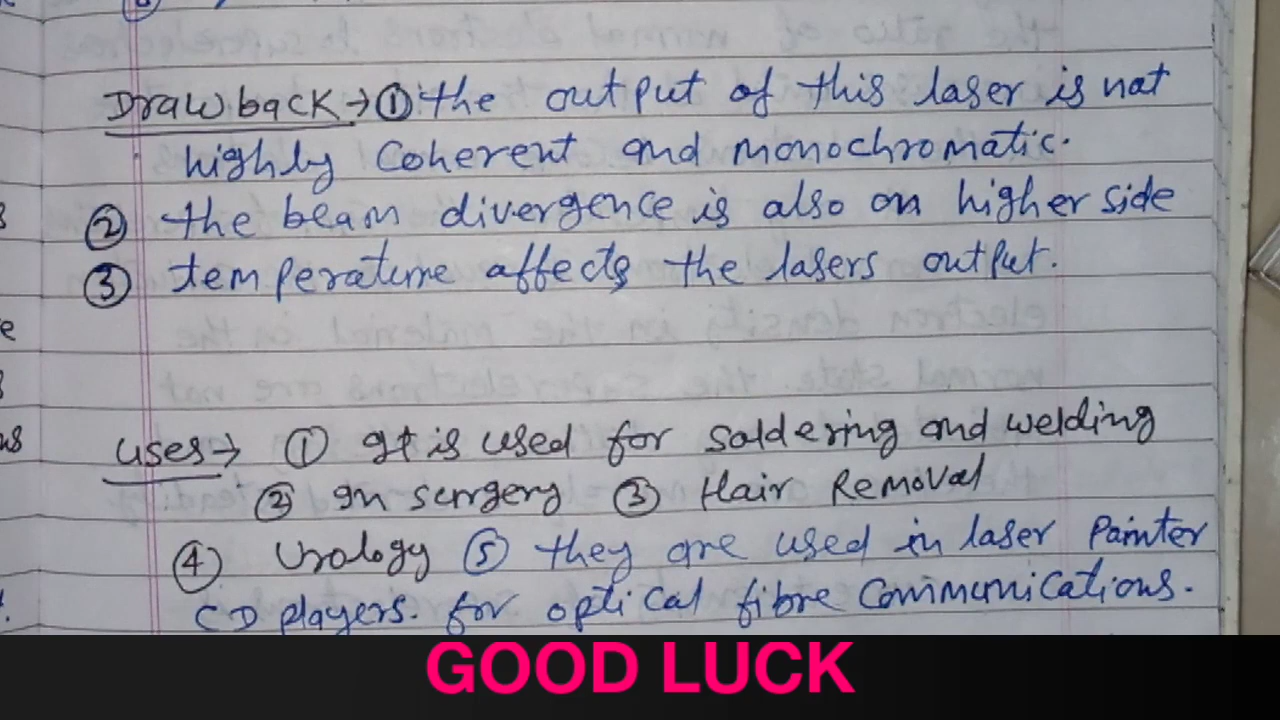 Drawback → ① the output of this laser is not
highly coherent and monochromatic.
② the beam divergence is also on higher side
③ temperature affects the lasers output.
uses → ① It is used for soldering and welding
② In surgery ③ Hair Removal
④ Urology ⑤ they are used in laser Painter
CD players. for optical fibre Communications.
GOOD LUCK